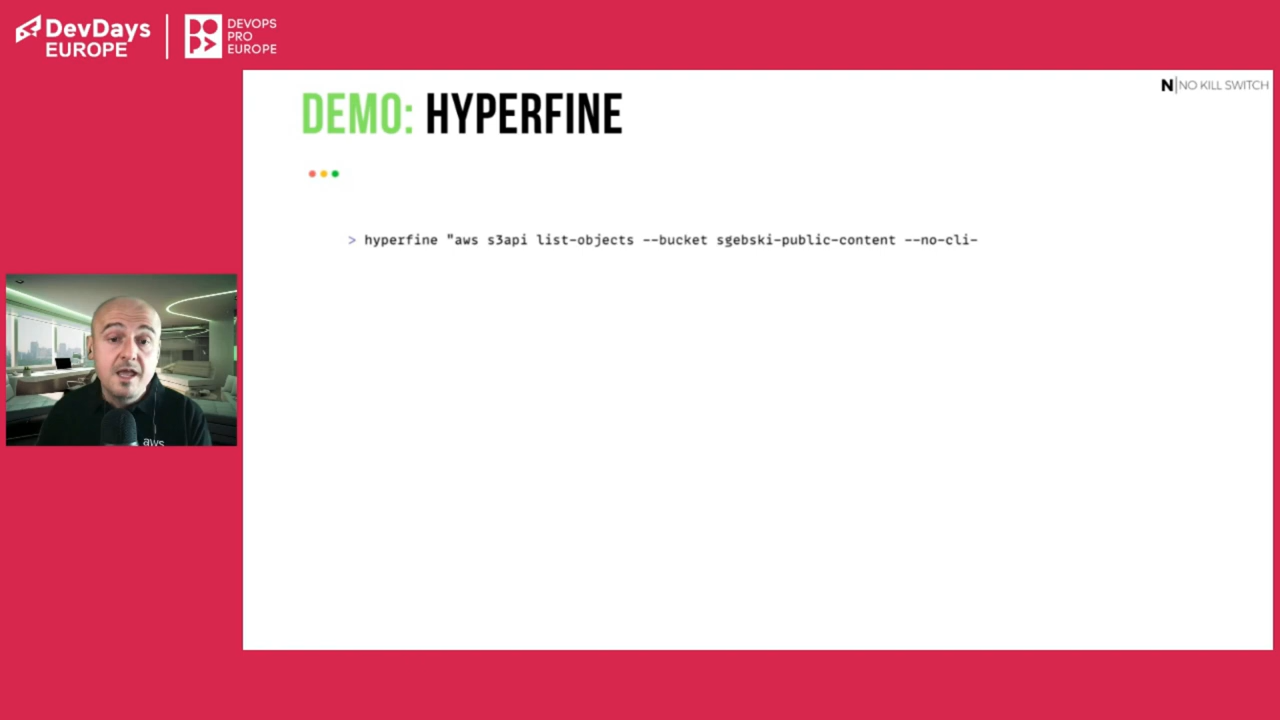 DevDays
EUROPE
DEVOPS
PRO
EUROPE
N|NO KILL SWITCH
DEMO: HYPERFINE
> hyperfine "aws s3api list-objects --bucket sgebski-public-content --no-cli-
aws